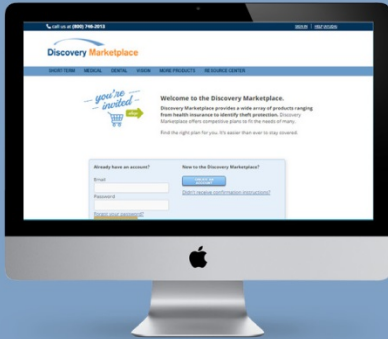 call us at (800) 746-2013
SIGN IN | HELP ACCESS
Discovery Marketplace
SHORT TERM MEDICAL DENTAL VISION MORE PRODUCTS RESOURCE CENTER
you're
invited
Welcome to the Discovery Marketplace.
Discovery Marketplace provides a wide array of products ranging
from health insurance to identify theft protection. Discovery
Marketplace offers competitive plans to fit the needs of many.
Find the right plan for you. It's easier than ever to stay covered.
Already have an account?
New to the Discovery Marketplace?
Email
Didn't receive confirmation instructions?
Password
Forgot your password?